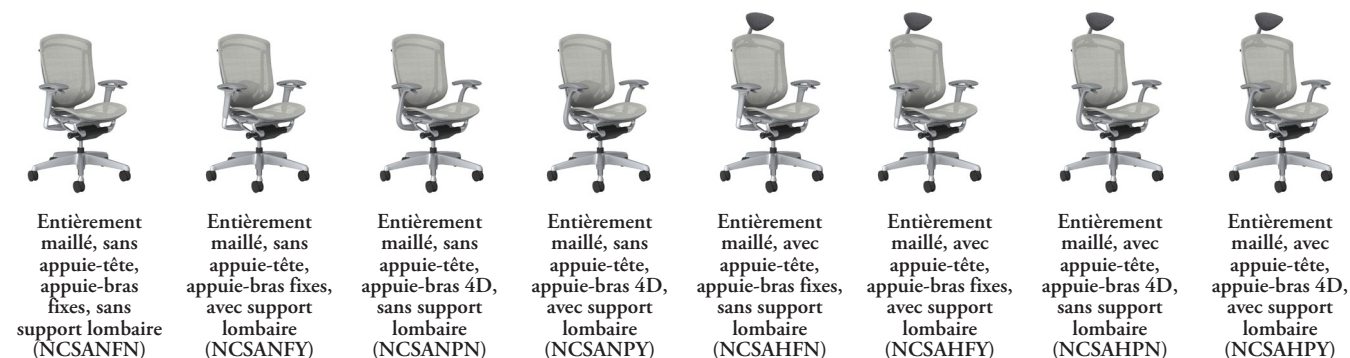 Entièrement
maillé, sans
appuie-tête,
appuie-bras
fixes, sans
support lombaire
(NCSANFN)
Entièrement
maillé, sans
appuie-tête,
appuie-bras fixes,
avec support
lombaire
(NCSANFY)
Entièrement
maillé, sans
appuie-tête,
appuie-bras 4D,
sans support
lombaire
(NCSANPN)
Entièrement
maillé, sans
appuie-tête,
appuie-bras 4D,
avec support
lombaire
(NCSANPY)
Entièrement
maillé, avec
appuie-tête,
appuie-bras fixes,
sans support
lombaire
(NCSAHFN)
Entièrement
maillé, avec
appuie-tête,
appuie-bras fixes,
avec support
lombaire
(NCSAHFY)
Entièrement
maillé, avec
appuie-tête,
appuie-bras 4D,
sans support
lombaire
(NCSAHPN)
Entièrement
maillé, avec
appuie-tête,
appuie-bras 4D,
avec support
lombaire
(NCSAHPY)